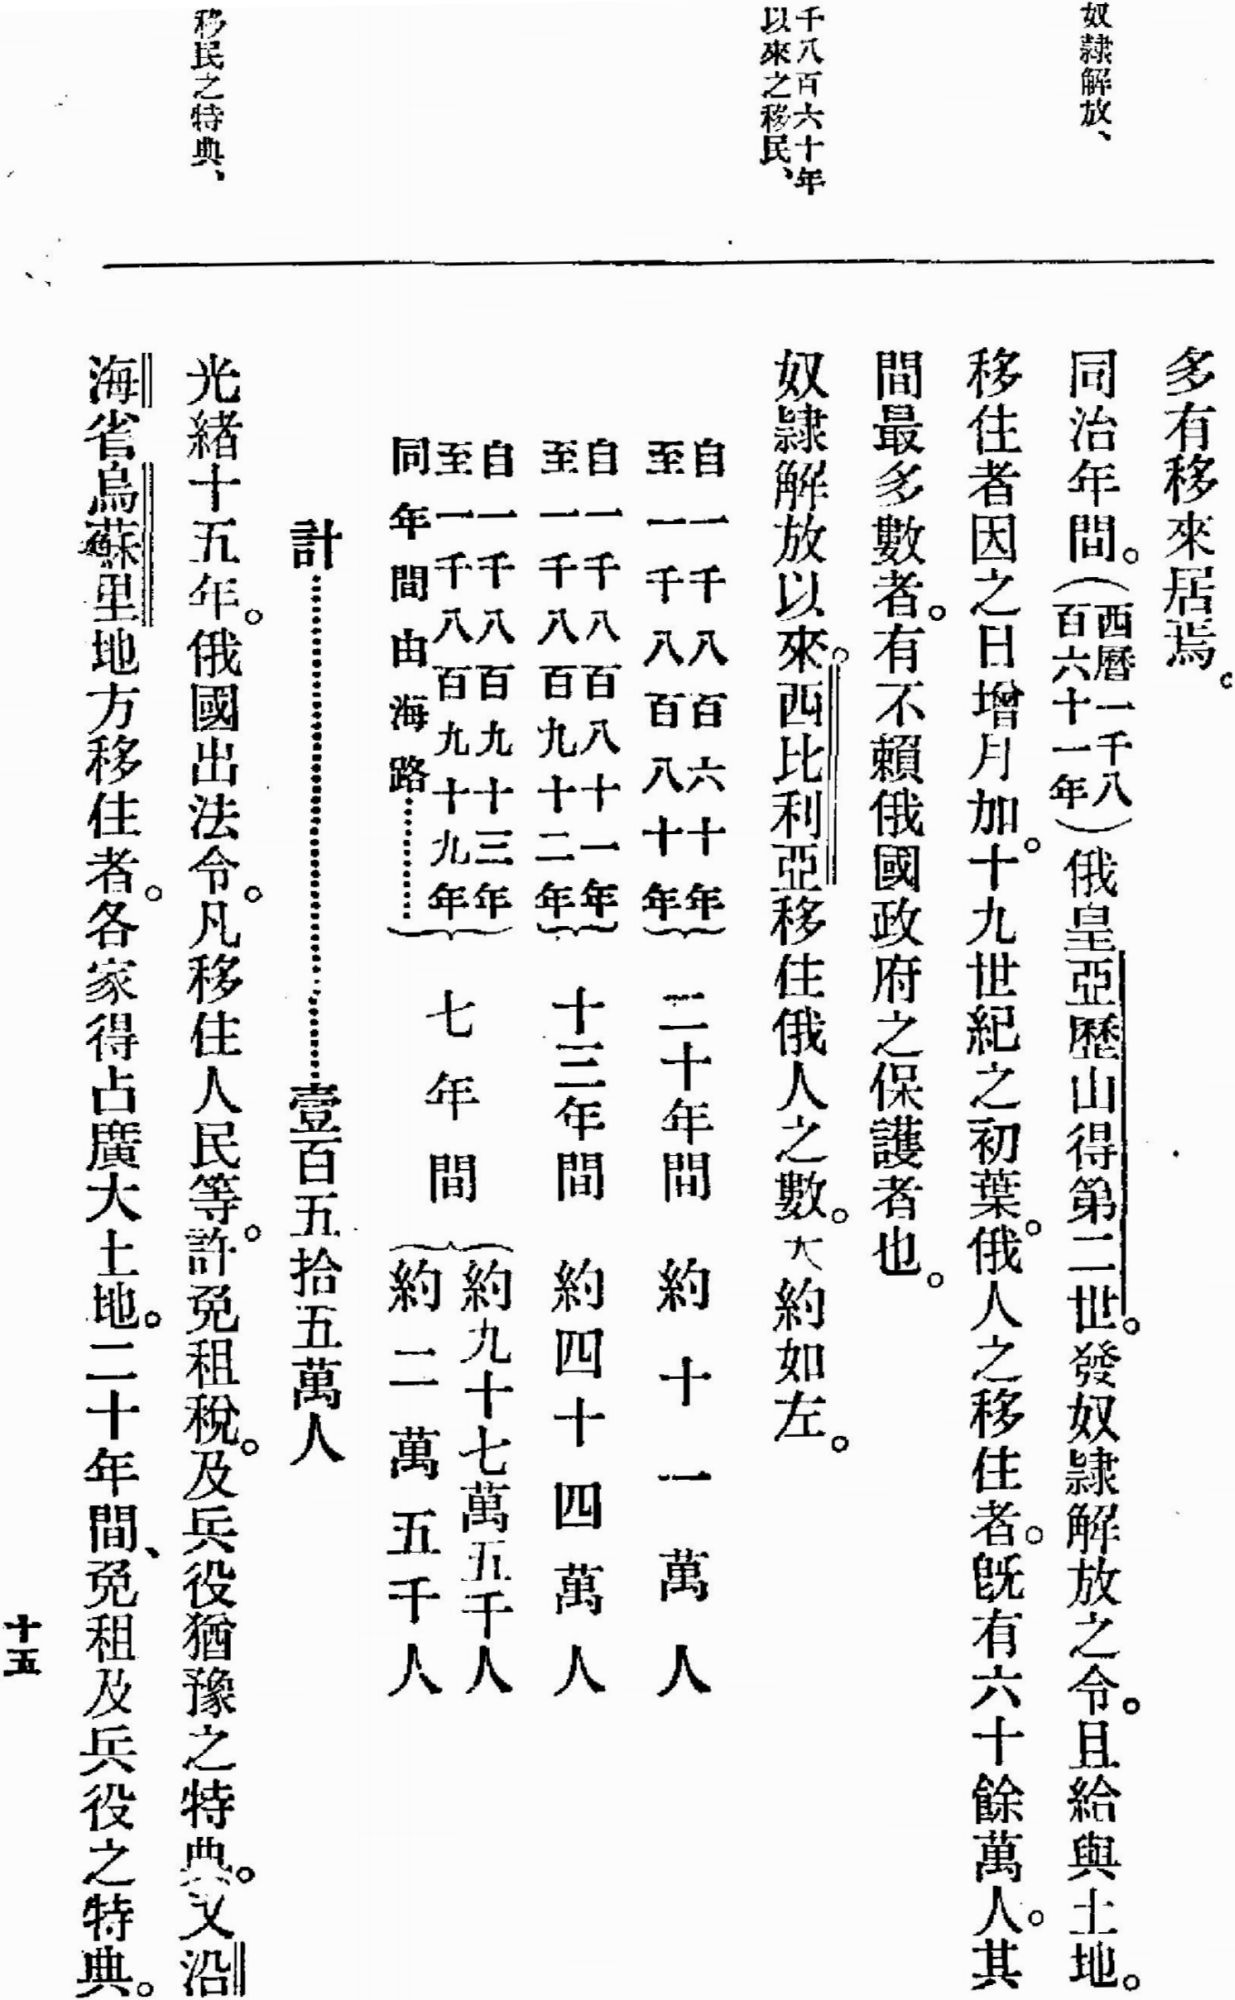 奴隷解放、
千八百六十年
以來之移民、
移民之特典、
多有移來居焉。
同治年間。(西曆一千八百六十一年)俄皇亞歷山得第二世。發奴隷解放之令。且給與土地。
移住者因之日增月加。十九世紀之初葉。俄人之移住者。旣有六十餘萬人。其
間最多數者。有不賴俄國政府之保護者也。
奴隷解放以來。西比利亞移住俄人之數。大約如左。
自一千八百六十年
至一千八百八十年}二十年間 約十一萬人
自一千八百八十一年
至一千八百九十二年}十三年間 約四十四萬人
自一千八百九十三年
至一千八百九十九年
同年間由海路………}七年間{約九十七萬五千人
約二萬五千人
計…………………………壹百五拾五萬人
光緒十五年。俄國出法令。凡移住人民等。許免租稅。及兵役猶豫之特典。又沿
海省烏蘇里地方移住者。各家得占廣大土地。二十年間、免租及兵役之特典。
十五